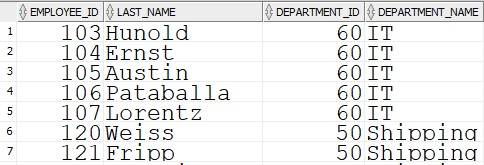 EMPLOYEE_ID LAST_NAME DEPARTMENT_ID DEPARTMENT_NAME
1 103 Hunold 60 IT
2 104 Ernst 60 IT
3 105 Austin 60 IT
4 106 Pataballa 60 IT
5 107 Lorentz 60 IT
6 120 Weiss 50 Shipping
7 121 Fripp 50 Shipping